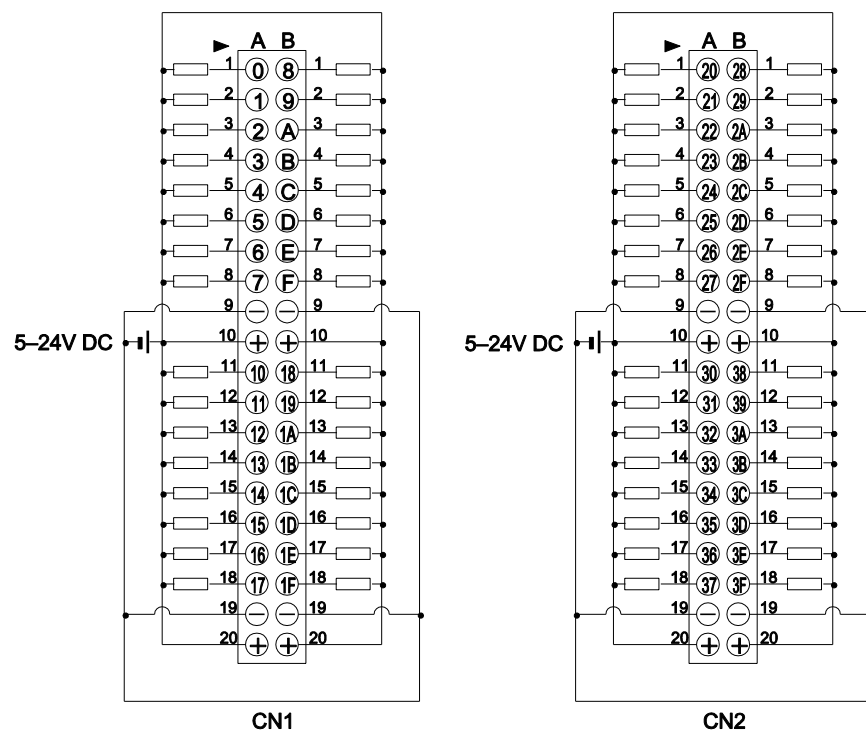 A B A B
1 0 8 1 1 20 28 1
2 1 9 2 2 21 29 2
3 2 A 3 3 22 2A 3
4 3 B 4 4 23 2B 4
5 4 C 5 5 24 2C 5
6 5 D 6 6 25 2D 6
7 6 E 7 7 26 2E 7
8 7 F 8 8 27 2F 8
9 − − 9 9 − − 9
5–24V DC 10 + + 10 5–24V DC 10 + + 10
11 10 18 11 11 30 38 11
12 11 19 12 12 31 39 12
13 12 1A 13 13 32 3A 13
14 13 1B 14 14 33 3B 14
15 14 1C 15 15 34 3C 15
16 15 1D 16 16 35 3D 16
17 16 1E 17 17 36 3E 17
18 17 1F 18 18 37 3F 18
19 − − 19 19 − − 19
20 + + 20 20 + + 20
CN1 CN2